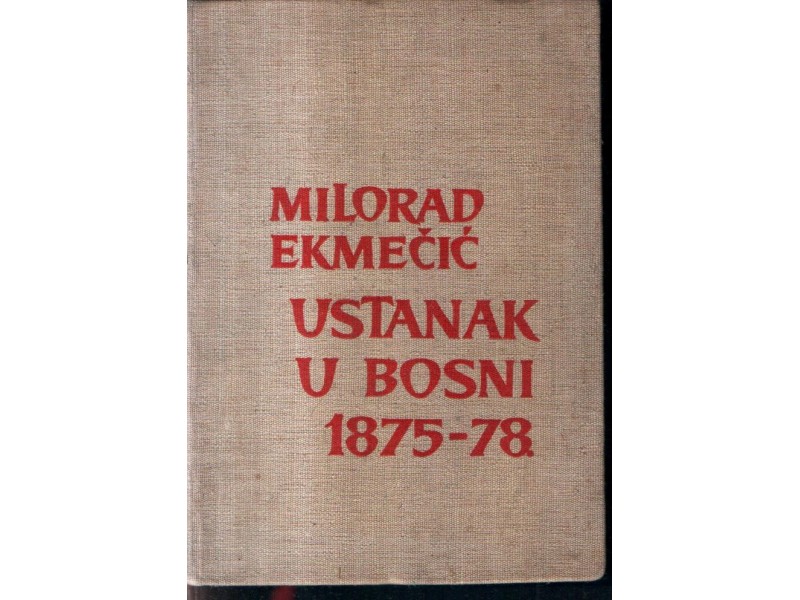 MILORAD
EKMEČIĆ
USTANAK
U BOSNI
1875-78.